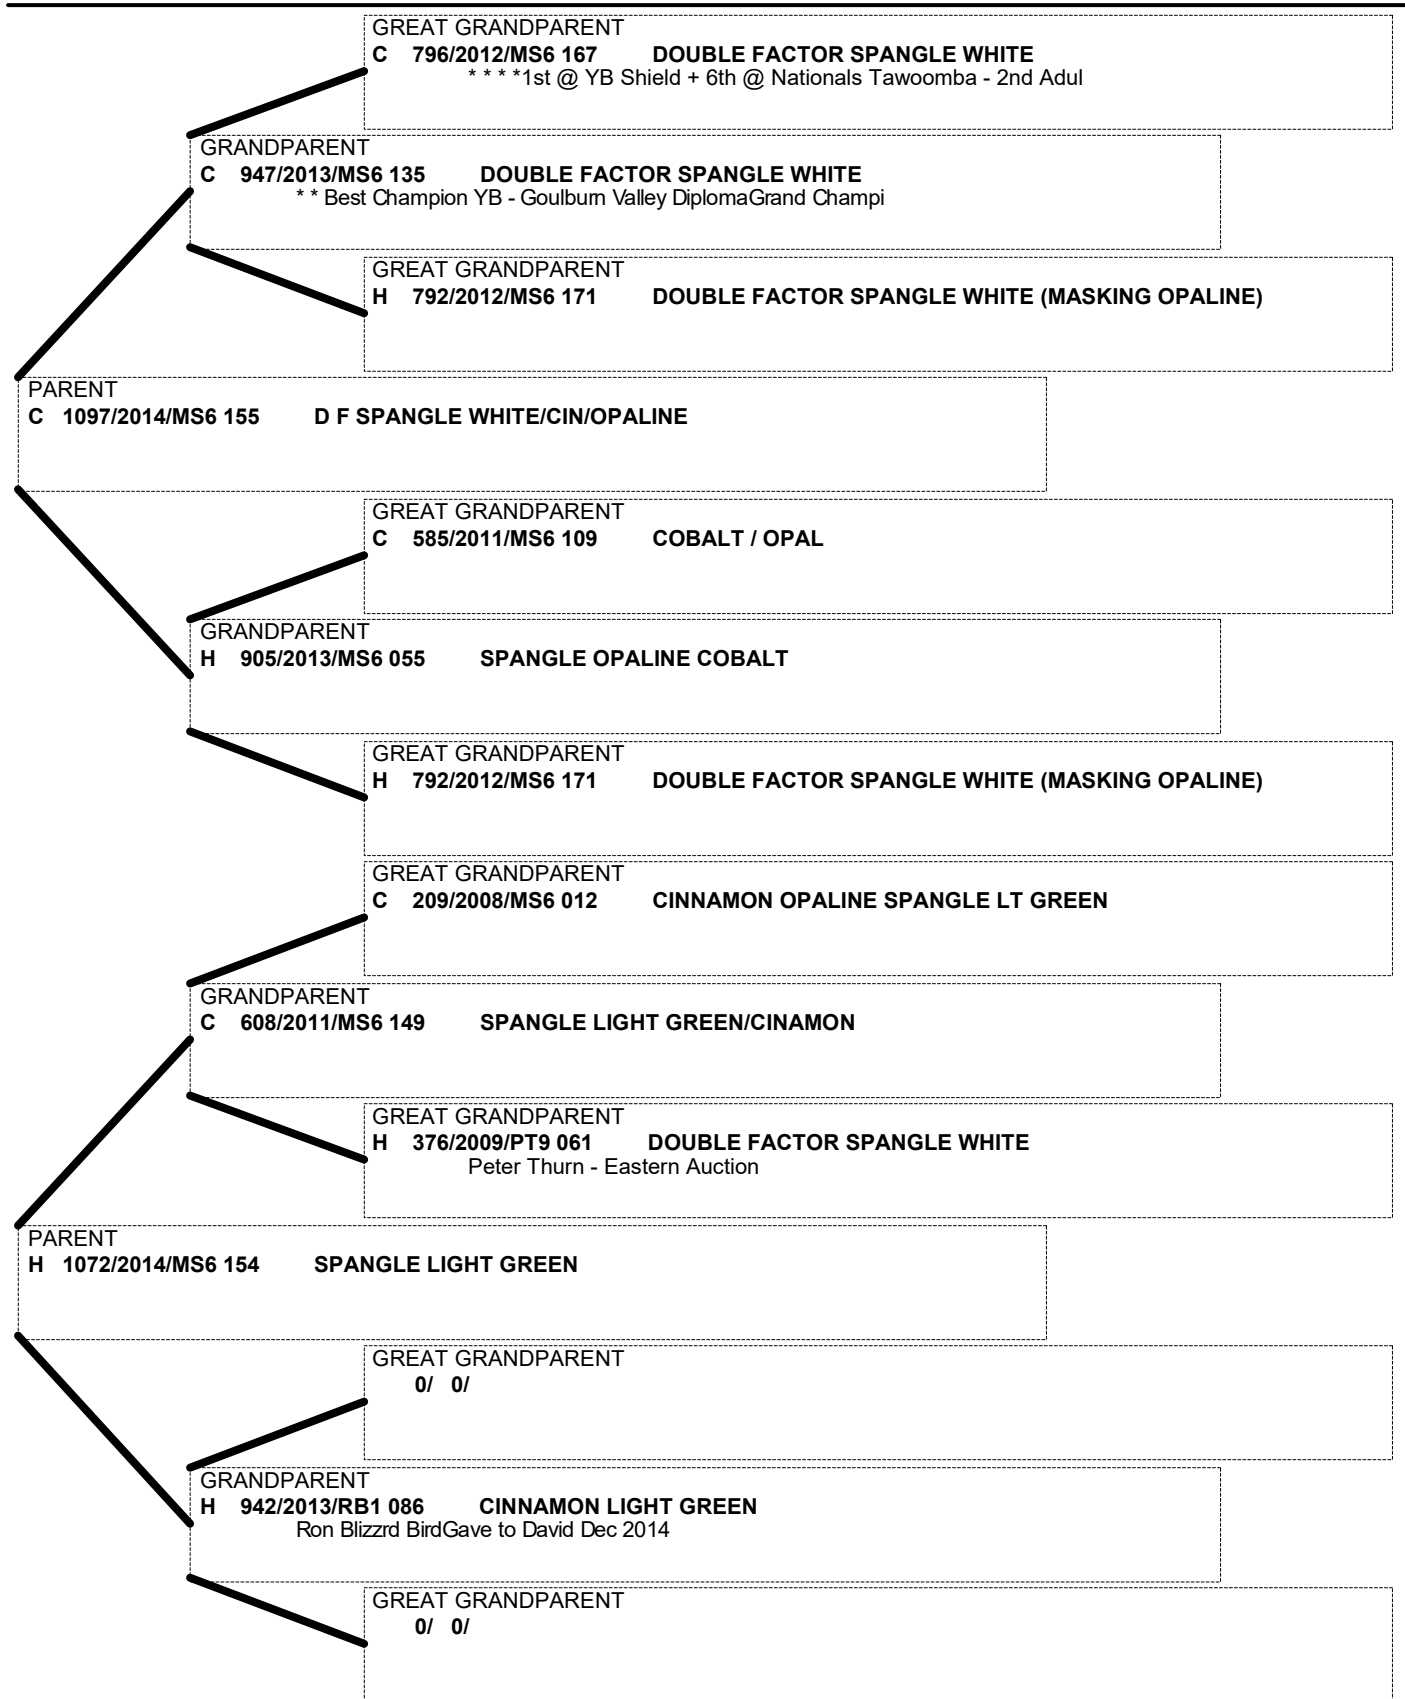 GREAT GRANDPARENT
C 796/2012/MS6 167 DOUBLE FACTOR SPANGLE WHITE
* * * *1st @ YB Shield + 6th @ Nationals Tawoomba - 2nd Adul
GRANDPARENT
C 947/2013/MS6 135 DOUBLE FACTOR SPANGLE WHITE
* * Best Champion YB - Goulburn Valley DiplomaGrand Champi
GREAT GRANDPARENT
H 792/2012/MS6 171 DOUBLE FACTOR SPANGLE WHITE (MASKING OPALINE)
PARENT
C 1097/2014/MS6 155 D F SPANGLE WHITE/CIN/OPALINE
GREAT GRANDPARENT
C 585/2011/MS6 109 COBALT / OPAL
GRANDPARENT
H 905/2013/MS6 055 SPANGLE OPALINE COBALT
GREAT GRANDPARENT
H 792/2012/MS6 171 DOUBLE FACTOR SPANGLE WHITE (MASKING OPALINE)
GREAT GRANDPARENT
C 209/2008/MS6 012 CINNAMON OPALINE SPANGLE LT GREEN
GRANDPARENT
C 608/2011/MS6 149 SPANGLE LIGHT GREEN/CINAMON
GREAT GRANDPARENT
H 376/2009/PT9 061 DOUBLE FACTOR SPANGLE WHITE
Peter Thurn - Eastern Auction
PARENT
H 1072/2014/MS6 154 SPANGLE LIGHT GREEN
GREAT GRANDPARENT
0/ 0/
GRANDPARENT
H 942/2013/RB1 086 CINNAMON LIGHT GREEN
Ron Blizzrd BirdGave to David Dec 2014
GREAT GRANDPARENT
0/ 0/